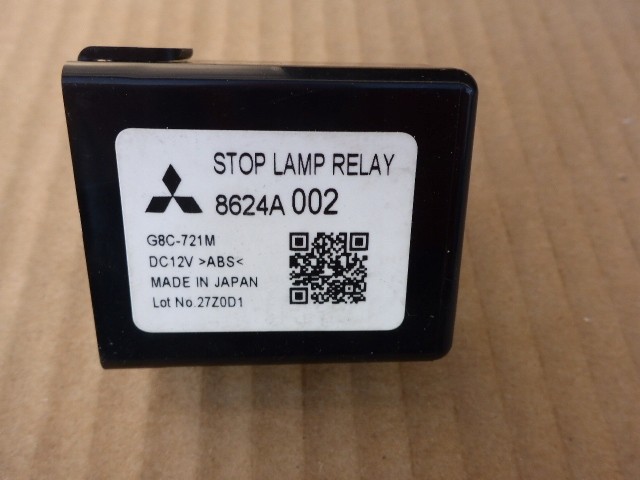 STOP LAMP RELAY
8624A 002
G8C-721M
DC12V >ABS<
MADE IN JAPAN
Lot No.27Z0D1